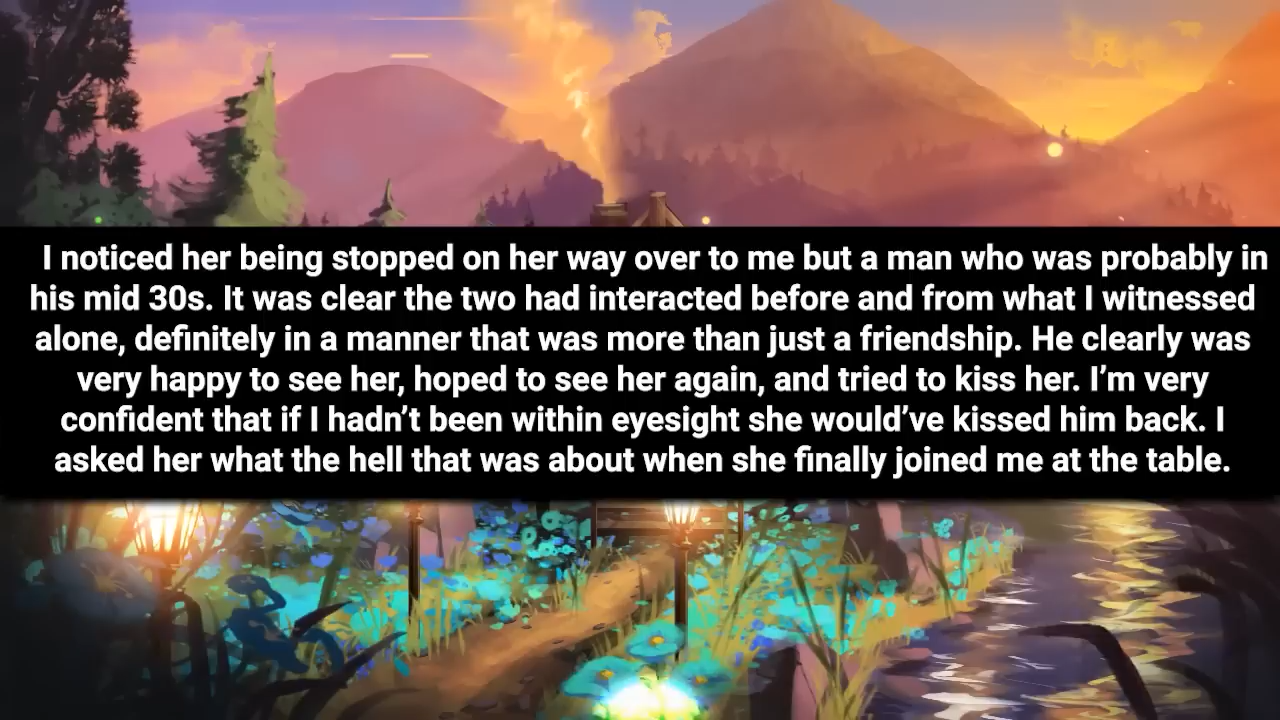 I noticed her being stopped on her way over to me but a man who was probably in
his mid 30s. It was clear the two had interacted before and from what I witnessed
alone, definitely in a manner that was more than just a friendship. He clearly was
very happy to see her, hoped to see her again, and tried to kiss her. I’m very
confident that if I hadn’t been within eyesight she would’ve kissed him back. I
asked her what the hell that was about when she finally joined me at the table.